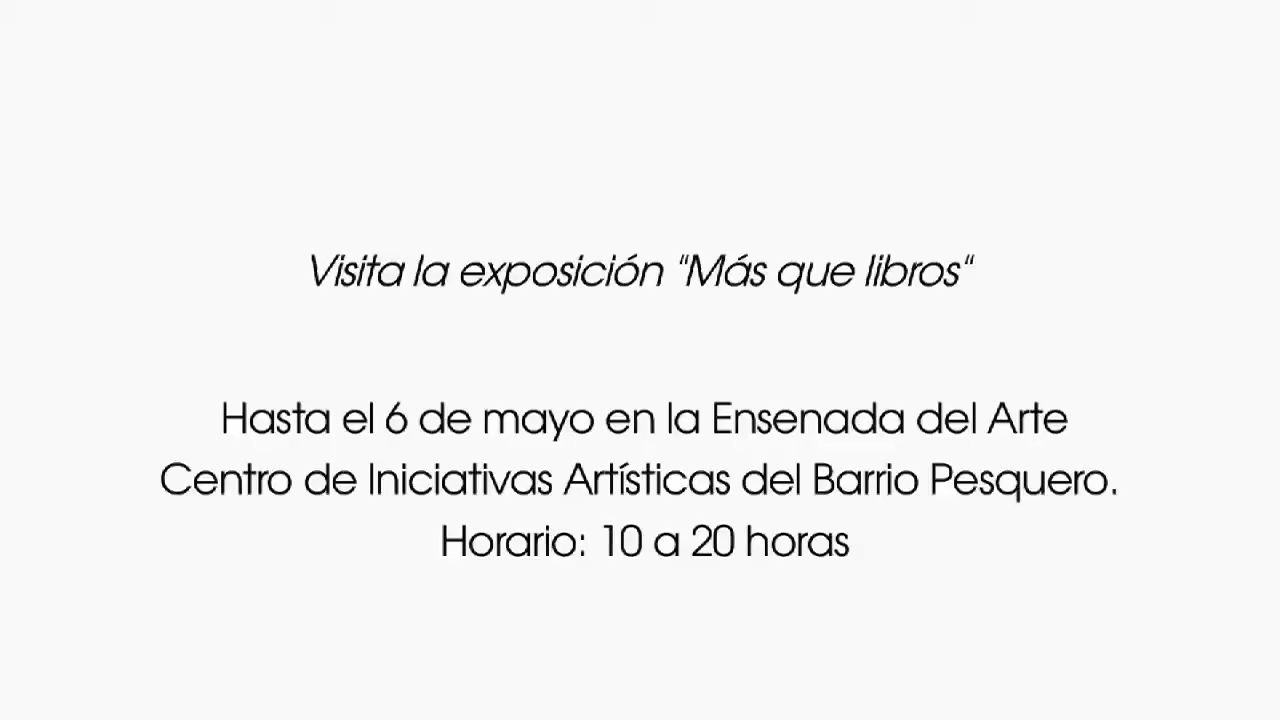 Visita la exposición "Más que libros"
Hasta el 6 de mayo en la Ensenada del Arte
Centro de Iniciativas Artísticas del Barrio Pesquero.
Horario: 10 a 20 horas